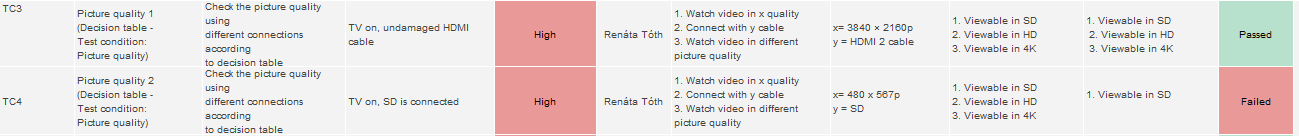 TC3
Picture quality 1
(Decision table -
Test condition:
Picture quality)
Check the picture quality
using
different connections
according
to decision table
TV on, undamaged HDMI
cable
High
Renáta Tóth
1. Watch video in x quality
2. Connect with y cable
3. Watch video in different
picture quality
x= 3840 × 2160p
y = HDMI 2 cable
1. Viewable in SD
2. Viewable in HD
3. Viewable in 4K
1. Viewable in SD
2. Viewable in HD
3. Viewable in 4K
Passed
TC4
Picture quality 2
(Decision table -
Test condition:
Picture quality)
Check the picture quality
using
different connections
according
to decision table
TV on, SD is connected
High
Renáta Tóth
1. Watch video in x quality
2. Connect with y cable
3. Watch video in different
picture quality
x= 480 x 567p
y = SD
1. Viewable in SD
2. Viewable in HD
3. Viewable in 4K
1. Viewable in SD
Failed